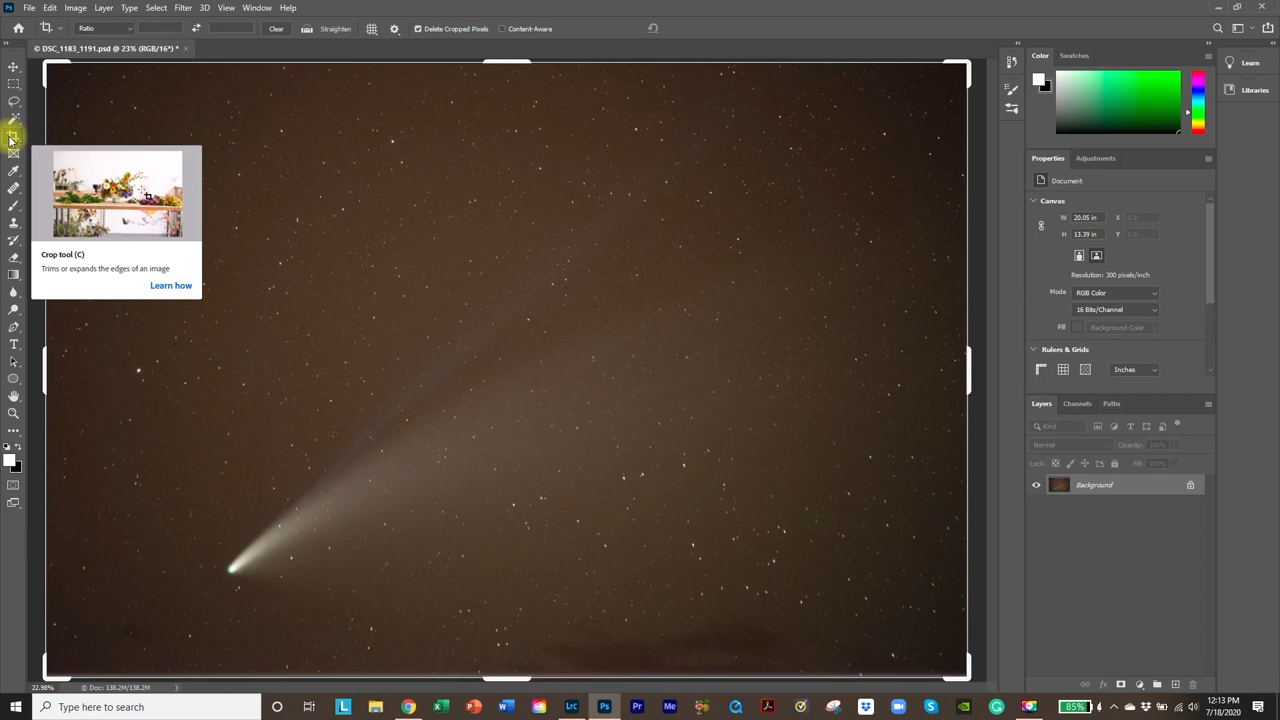 File Edit Image Layer Type Select Filter 3D View Window Help
Ratio Clear Straighten Delete Cropped Pixels Content-Aware
© DSC_1183_1191.psd @ 23% (RGB/16*) * ×
Color Swatches
Learn
Libraries
Properties Adjustments
Document
Canvas
W 20.05 in X
H 13.39 in Y
Resolution: 300 pixels/inch
Mode RGB Color
16 Bits/Channel
Fill Background Color
Rulers & Grids
Inches
Crop tool (C)
Trims or expands the edges of an image
Learn how
Layers Channels Paths
Kind
Normal Opacity: 100%
Lock: Fill: 100%
Background
22.98% © Doc: 138.2M/138.2M
Type here to search
85%
12:13 PM
7/18/2020